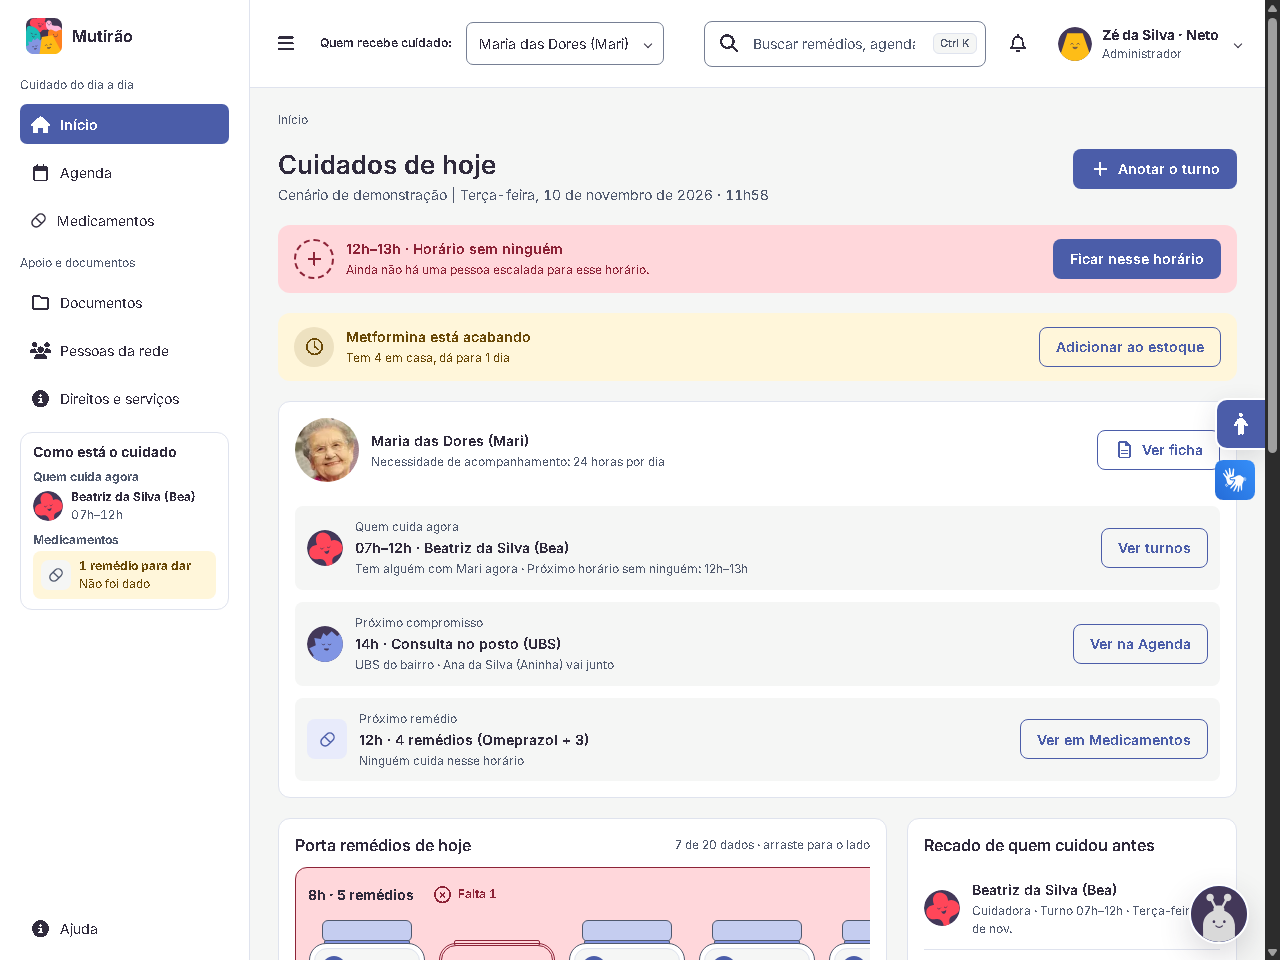 Mutirão
Cuidado do dia a dia
Início
Agenda
Medicamentos
Apoio e documentos
Documentos
Pessoas da rede
Direitos e serviços
Como está o cuidado
Quem cuida agora
Beatriz da Silva (Bea)
07h–12h
Medicamentos
1 remédio para dar
Não foi dado
Ajuda
Quem recebe cuidado:
Maria das Dores (Mari)
Buscar remédios, agenda
Ctrl K
Zé da Silva · Neto
Administrador
Início
Cuidados de hoje
Cenário de demonstração | Terça-feira, 10 de novembro de 2026 · 11h58
Anotar o turno
12h–13h · Horário sem ninguém
Ainda não há uma pessoa escalada para esse horário.
Ficar nesse horário
Metformina está acabando
Tem 4 em casa, dá para 1 dia
Adicionar ao estoque
Maria das Dores (Mari)
Necessidade de acompanhamento: 24 horas por dia
Ver ficha
Quem cuida agora
07h–12h · Beatriz da Silva (Bea)
Tem alguém com Mari agora · Próximo horário sem ninguém: 12h–13h
Ver turnos
Próximo compromisso
14h · Consulta no posto (UBS)
UBS do bairro · Ana da Silva (Aninha) vai junto
Ver na Agenda
Próximo remédio
12h · 4 remédios (Omeprazol + 3)
Ninguém cuida nesse horário
Ver em Medicamentos
Porta remédios de hoje
7 de 20 dados · arraste para o lado
8h · 5 remédios
Falta 1
Recado de quem cuidou antes
Beatriz da Silva (Bea)
Cuidadora · Turno 07h–12h · Terça-feir
de nov.